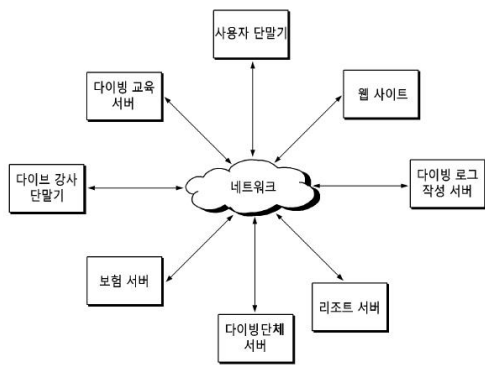 사용자 단말기
다이빙 교육
서버
웹 사이트
다이브 강사
단말기
네트워크
다이빙 로그
작성 서버
보험 서버
리조트 서버
다이빙단체
서버